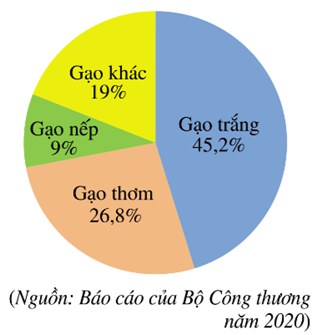 Gạo khác
19%
Gạo trắng
45,2%
Gạo nếp
9%
Gạo thơm
26,8%
(Nguồn: Báo cáo của Bộ Công thương
năm 2020)